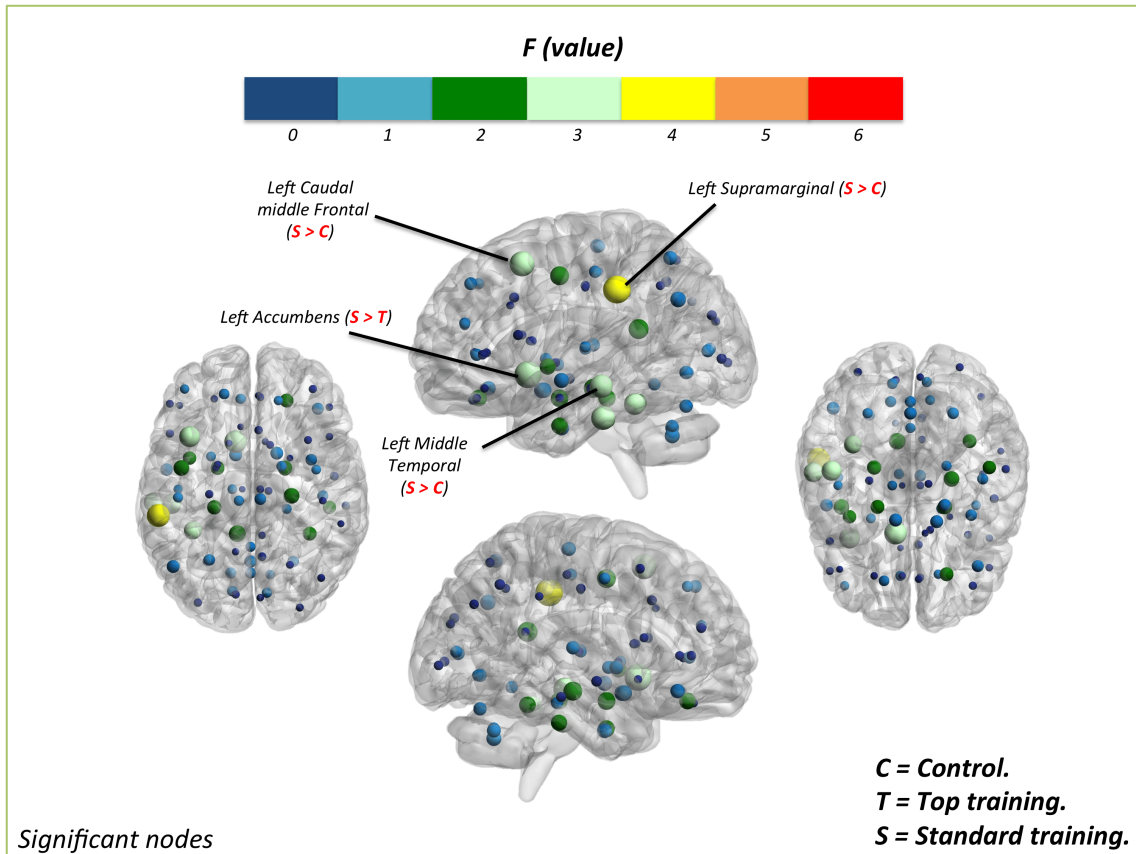 F (value)
0 1 2 3 4 5 6
Left Caudal
middle Frontal
(S > C)
Left Supramarginal (S > C)
Left Accumbens (S > T)
Left Middle
Temporal
(S > C)
C = Control.
T = Top training.
S = Standard training.
Significant nodes